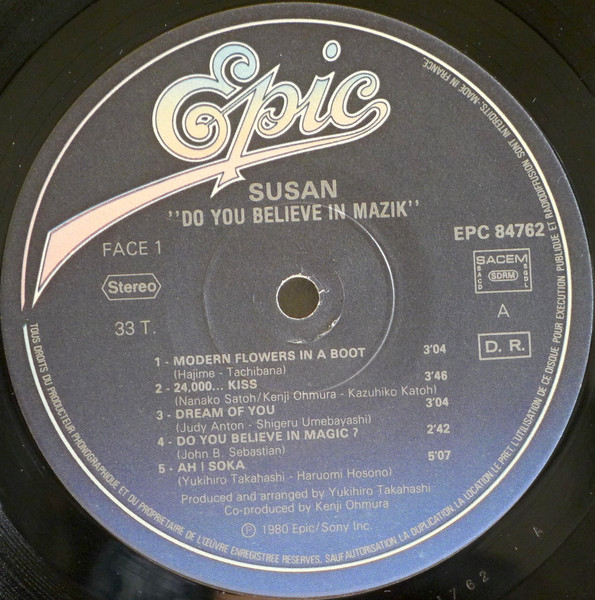 Epic
SUSAN
"DO YOU BELIEVE IN MAZIK"
FACE 1
EPC 84762
Stereo
SACEM
SACD
SDRM
SGDL
33 T.
A
D. R.
1 - MODERN FLOWERS IN A BOOT 3'04
(Hajime - Tachibana)
2 - 24,000... KISS 3'46
(Nanako Satoh/Kenji Ohmura - Kazuhiko Katoh)
3 - DREAM OF YOU 3'04
(Judy Anton - Shigeru Umebayashi)
4 - DO YOU BELIEVE IN MAGIC ? 2'42
(John B. Sebastian)
5 - AH ! SOKA 5'07
(Yukihiro Takahashi - Haruomi Hosono)
Produced and arranged by Yukihiro Takahashi
Co-produced by Kenji Ohmura
℗ 1980 Epic/Sony Inc.
TOUS DROITS DU PRODUCTEUR PHONOGRAPHIQUE ET DU PROPRIETAIRE DE L'ŒUVRE ENREGISTREE RESERVES. SAUF AUTORISATION LA DUPLICATION, LA LOCATION, LE PRET, L'UTILISATION DE CE DISQUE POUR EXECUTION PUBLIQUE ET RADIODIFFUSION SONT INTERDITS - MADE IN FRANCE.
762 A